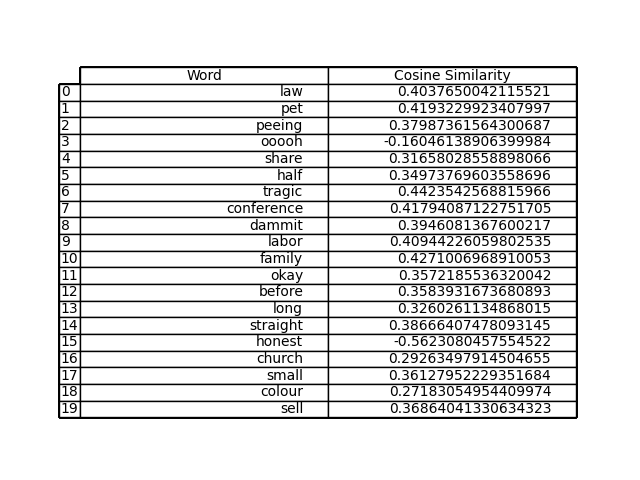 Word Cosine Similarity
0 law 0.4037650042115521
1 pet 0.4193229923407997
2 peeing 0.37987361564300687
3 ooooh -0.16046138906399984
4 share 0.31658028558898066
5 half 0.34973769603558696
6 tragic 0.4423542568815966
7 conference 0.41794087122751705
8 dammit 0.3946081367600217
9 labor 0.40944226059802535
10 family 0.4271006968910053
11 okay 0.3572185536320042
12 before 0.3583931673680893
13 long 0.3260261134868015
14 straight 0.38666407478093145
15 honest -0.5623080457554522
16 church 0.29263497914504655
17 small 0.36127952229351684
18 colour 0.27183054954409974
19 sell 0.36864041330634323